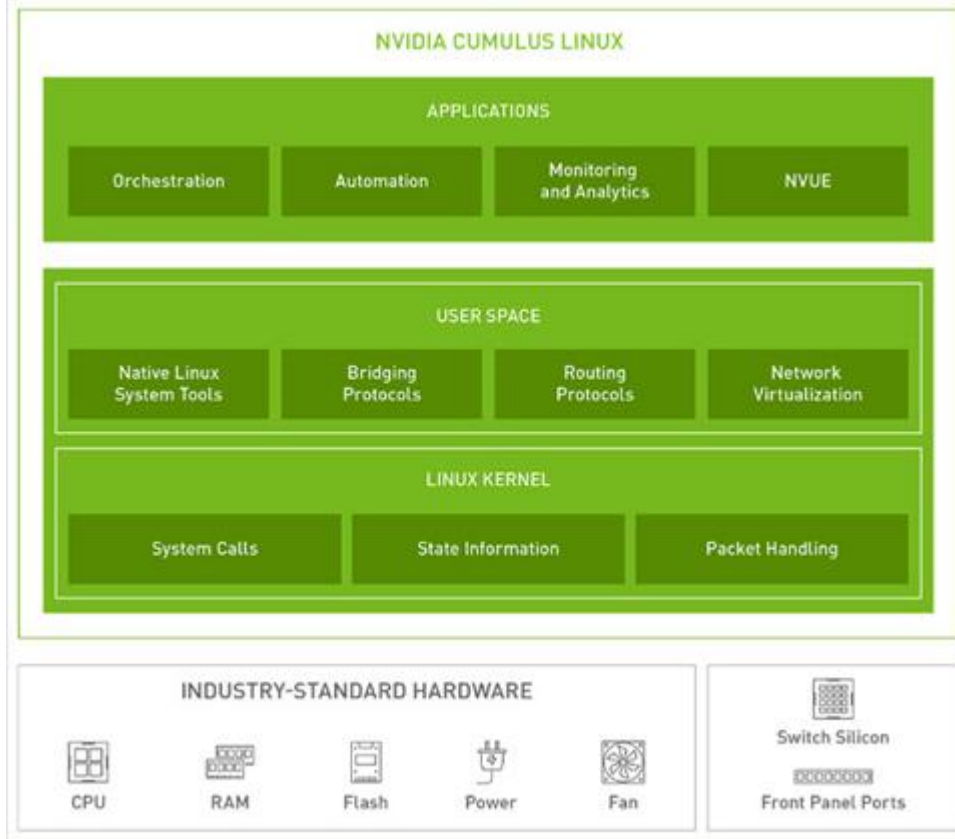 NVIDIA CUMULUS LINUX
APPLICATIONS
Orchestration
Automation
Monitoring
and Analytics
NVUE
USER SPACE
Native Linux
System Tools
Bridging
Protocols
Routing
Protocols
Network
Virtualization
LINUX KERNEL
System Calls
State Information
Packet Handling
INDUSTRY-STANDARD HARDWARE
CPU
RAM
Flash
Power
Fan
Switch Silicon
Front Panel Ports